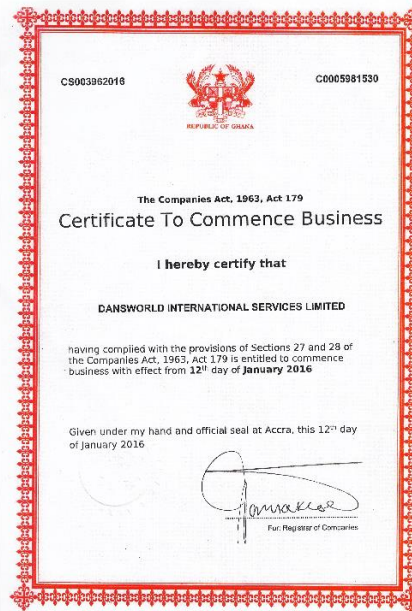 CS003962016
C0005981530
REPUBLIC OF GHANA
The Companies Act, 1963, Act 179
Certificate To Commence Business
I hereby certify that
DANSWORLD INTERNATIONAL SERVICES LIMITED
having complied with the provisions of Sections 27 and 28 of
the Companies Act, 1963, Act 179 is entitled to commence
business with effect from 12th day of January 2016
Given under my hand and official seal at Accra, this 12th day
of January 2016
For: Registrar of Companies